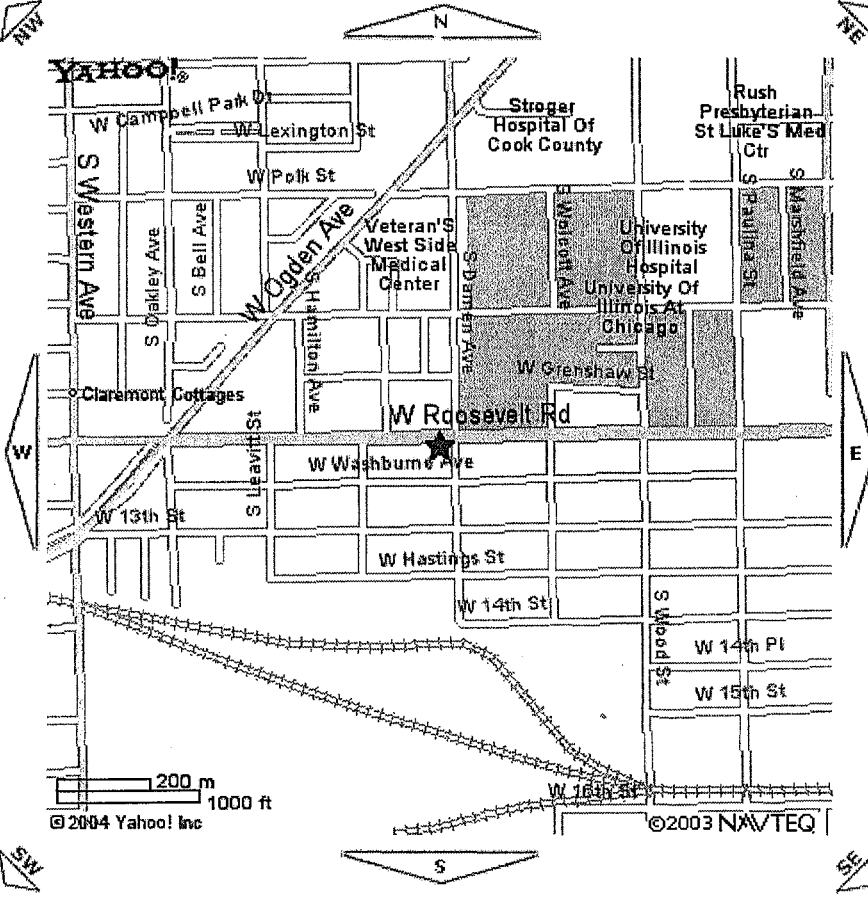 NW
N
NE
YAHOO!®
W Campbell Park Dr
W Lexington St
Stroger
Hospital Of
Cook County
Rush
Presbyterian
St Luke'S Med
Ctr
W Polk St
S Western Ave
S Oakley Ave
S Bell Ave
W Ogden Ave
S Hamilton Ave
Veteran'S
West Side
Medical
Center
S Damen Ave
S Wolcott Ave
University
Of Illinois
Hospital
University Of
Illinois At
Chicago
S Paulina St
S Marshfield Ave
W Grenshaw St
Claremont Cottages
W Roosevelt Rd
W
E
S Leavitt St
W Washburne Ave
W 13th St
W Hastings St
W 14th St
S Wood St
W 14th Pl
W 15th St
200 m
1000 ft
W 16th St
©2004 Yahoo! Inc
©2003 NAVTEQ
SW
S
SE